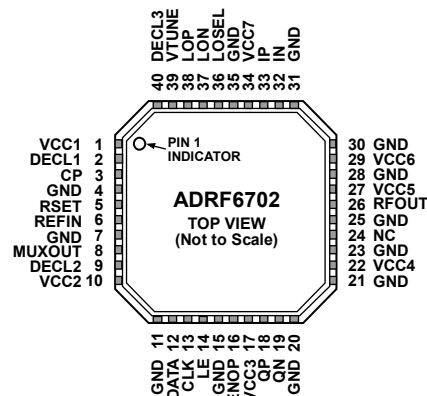 40 DECL3
39 VTUNE
38 LOP
37 LON
36 LOSEL
35 GND
34 VCC7
33 IP
32 IN
31 GND
VCC1 1
DECL1 2
CP 3
GND 4
RSET 5
REFIN 6
GND 7
MUXOUT 8
DECL2 9
VCC2 10
PIN 1
INDICATOR
ADRF6702
TOP VIEW
(Not to Scale)
30 GND
29 VCC6
28 GND
27 VCC5
26 RFOUT
25 GND
24 NC
23 GND
22 VCC4
21 GND
GND 11
DATA 12
CLK 13
LE 14
GND 15
ENOP 16
VCC3 17
QP 18
QN 19
GND 20